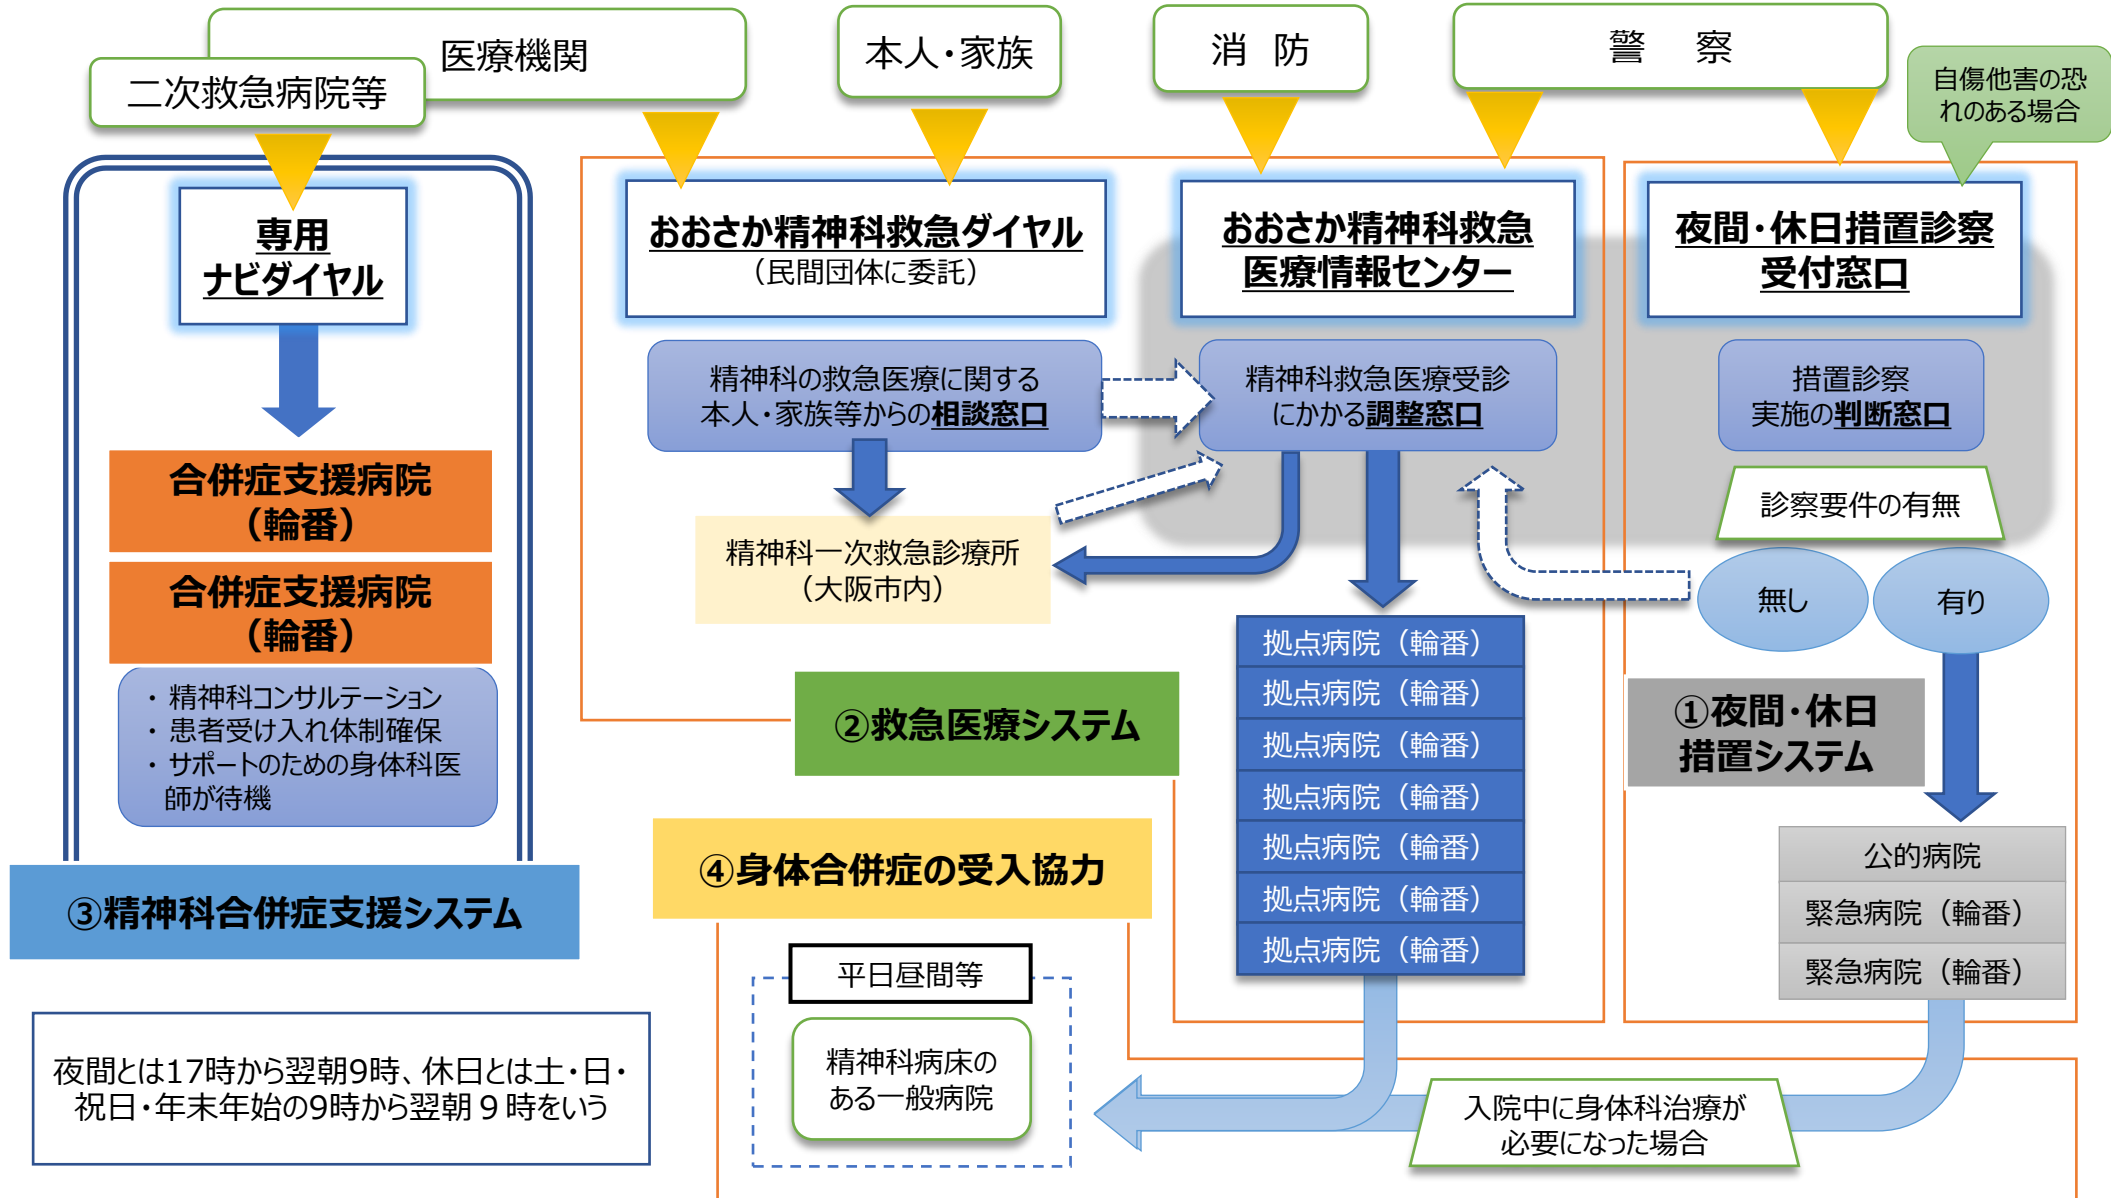 医療機関
二次救急病院等
本人・家族
消 防
警 察
自傷他害の恐
れのある場合
専用
ナビダイヤル
合併症支援病院
（輪番）
合併症支援病院
（輪番）
・ 精神科コンサルテーション
・ 患者受け入れ体制確保
・ サポートのための身体科医
師が待機
③精神科合併症支援システム
おおさか精神科救急ダイヤル
（民間団体に委託）
精神科の救急医療に関する
本人・家族等からの相談窓口
精神科一次救急診療所
（大阪市内）
おおさか精神科救急
医療情報センター
精神科救急医療受診
にかかる調整窓口
拠点病院（輪番）
拠点病院（輪番）
拠点病院（輪番）
拠点病院（輪番）
拠点病院（輪番）
拠点病院（輪番）
拠点病院（輪番）
②救急医療システム
夜間・休日措置診察
受付窓口
措置診察
実施の判断窓口
診察要件の有無
無し
有り
①夜間・休日
措置システム
公的病院
緊急病院（輪番）
緊急病院（輪番）
④身体合併症の受入協力
平日昼間等
精神科病床の
ある一般病院
入院中に身体科治療が
必要になった場合
夜間とは17時から翌朝9時、休日とは土・日・
祝日・年末年始の9時から翌朝９時をいう